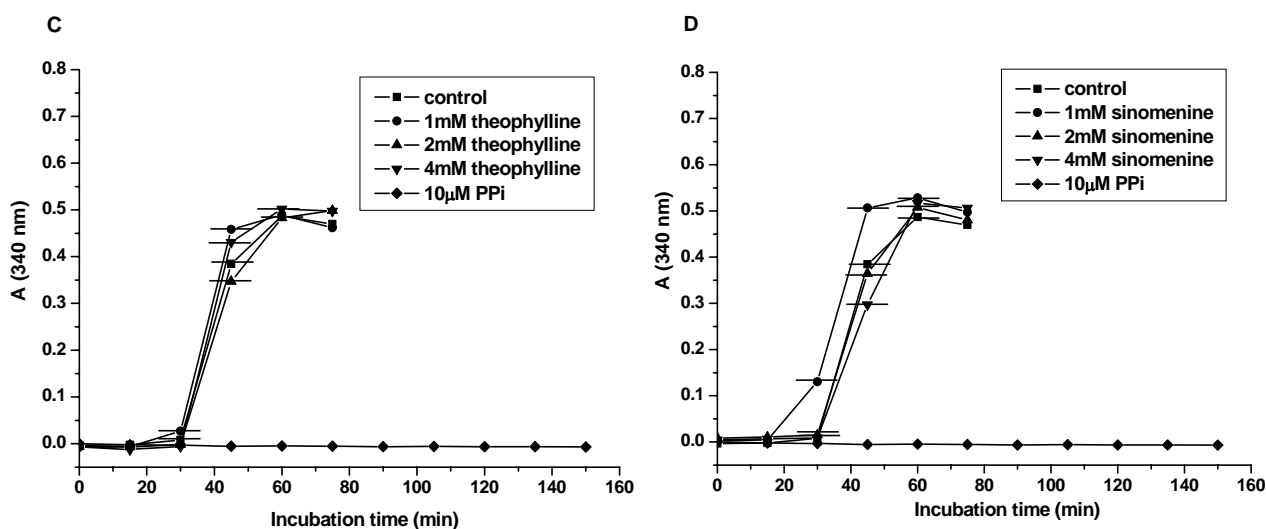 C
0.8
0.7
0.6
0.5
0.4
0.3
0.2
0.1
0.0
A (340 nm)
control
1mM theophylline
2mM theophylline
4mM theophylline
10μM PPi
0 20 40 60 80 100 120 140 160
Incubation time (min)
D
0.8
0.7
0.6
0.5
0.4
0.3
0.2
0.1
0.0
A (340 nm)
control
1mM sinomenine
2mM sinomenine
4mM sinomenine
10μM PPi
0 20 40 60 80 100 120 140 160
Incubation time (min)